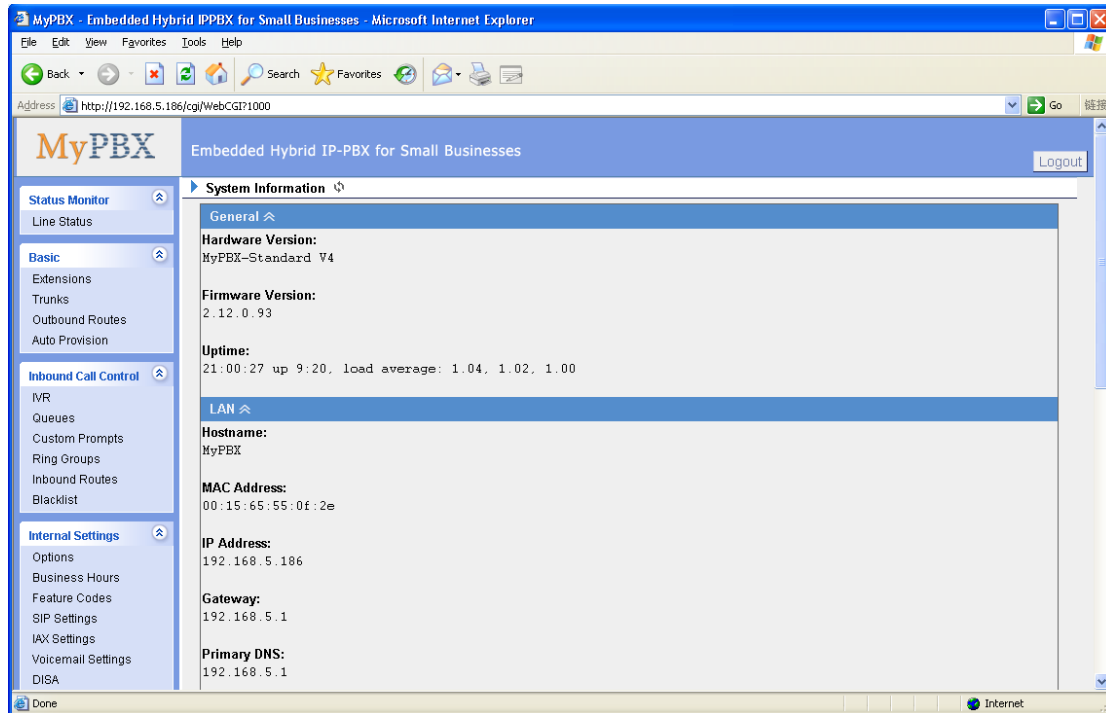 MyPBX - Embedded Hybrid IPPBX for Small Businesses - Microsoft Internet Explorer
File Edit View Favorites Tools Help
Back Search Favorites
Address http://192.168.5.186/cgi/WebCGI?1000 Go 链接
MyPBX Embedded Hybrid IP-PBX for Small Businesses
Logout
Status Monitor
Line Status
Basic
Extensions
Trunks
Outbound Routes
Auto Provision
Inbound Call Control
IVR
Queues
Custom Prompts
Ring Groups
Inbound Routes
Blacklist
Internal Settings
Options
Business Hours
Feature Codes
SIP Settings
IAX Settings
Voicemail Settings
DISA
System Information
General
Hardware Version:
MyPBX-Standard V4
Firmware Version:
2.12.0.93
Uptime:
21:00:27 up 9:20, load average: 1.04, 1.02, 1.00
LAN
Hostname:
MyPBX
MAC Address:
00:15:65:55:0f:2e
IP Address:
192.168.5.186
Gateway:
192.168.5.1
Primary DNS:
192.168.5.1
Done Internet